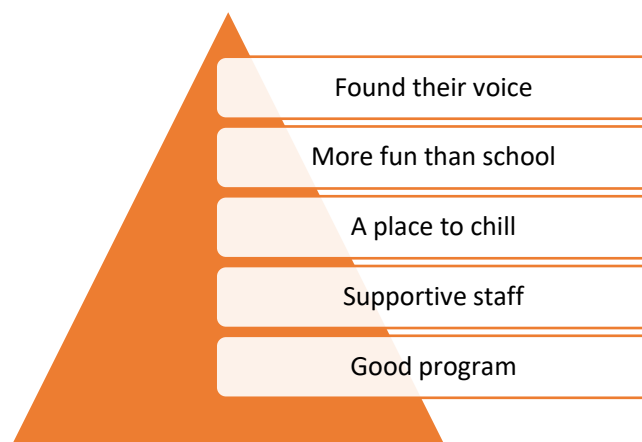 Found their voice
More fun than school
A place to chill
Supportive staff
Good program